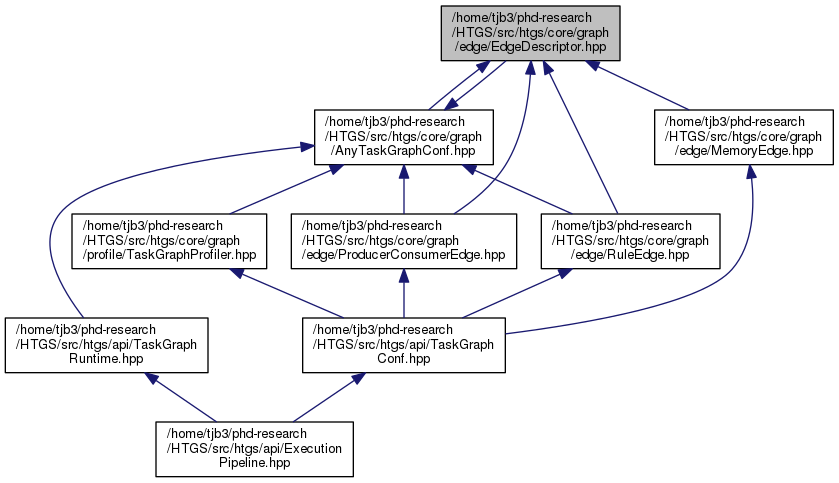 /home/tjb3/phd-research
/HTGS/src/htgs/core/graph
/edge/EdgeDescriptor.hpp
/home/tjb3/phd-research
/HTGS/src/htgs/core/graph
/AnyTaskGraphConf.hpp
/home/tjb3/phd-research
/HTGS/src/htgs/core/graph
/edge/MemoryEdge.hpp
/home/tjb3/phd-research
/HTGS/src/htgs/core/graph
/profile/TaskGraphProfiler.hpp
/home/tjb3/phd-research
/HTGS/src/htgs/core/graph
/edge/ProducerConsumerEdge.hpp
/home/tjb3/phd-research
/HTGS/src/htgs/core/graph
/edge/RuleEdge.hpp
/home/tjb3/phd-research
/HTGS/src/htgs/api/TaskGraph
Runtime.hpp
/home/tjb3/phd-research
/HTGS/src/htgs/api/TaskGraph
Conf.hpp
/home/tjb3/phd-research
/HTGS/src/htgs/api/Execution
Pipeline.hpp